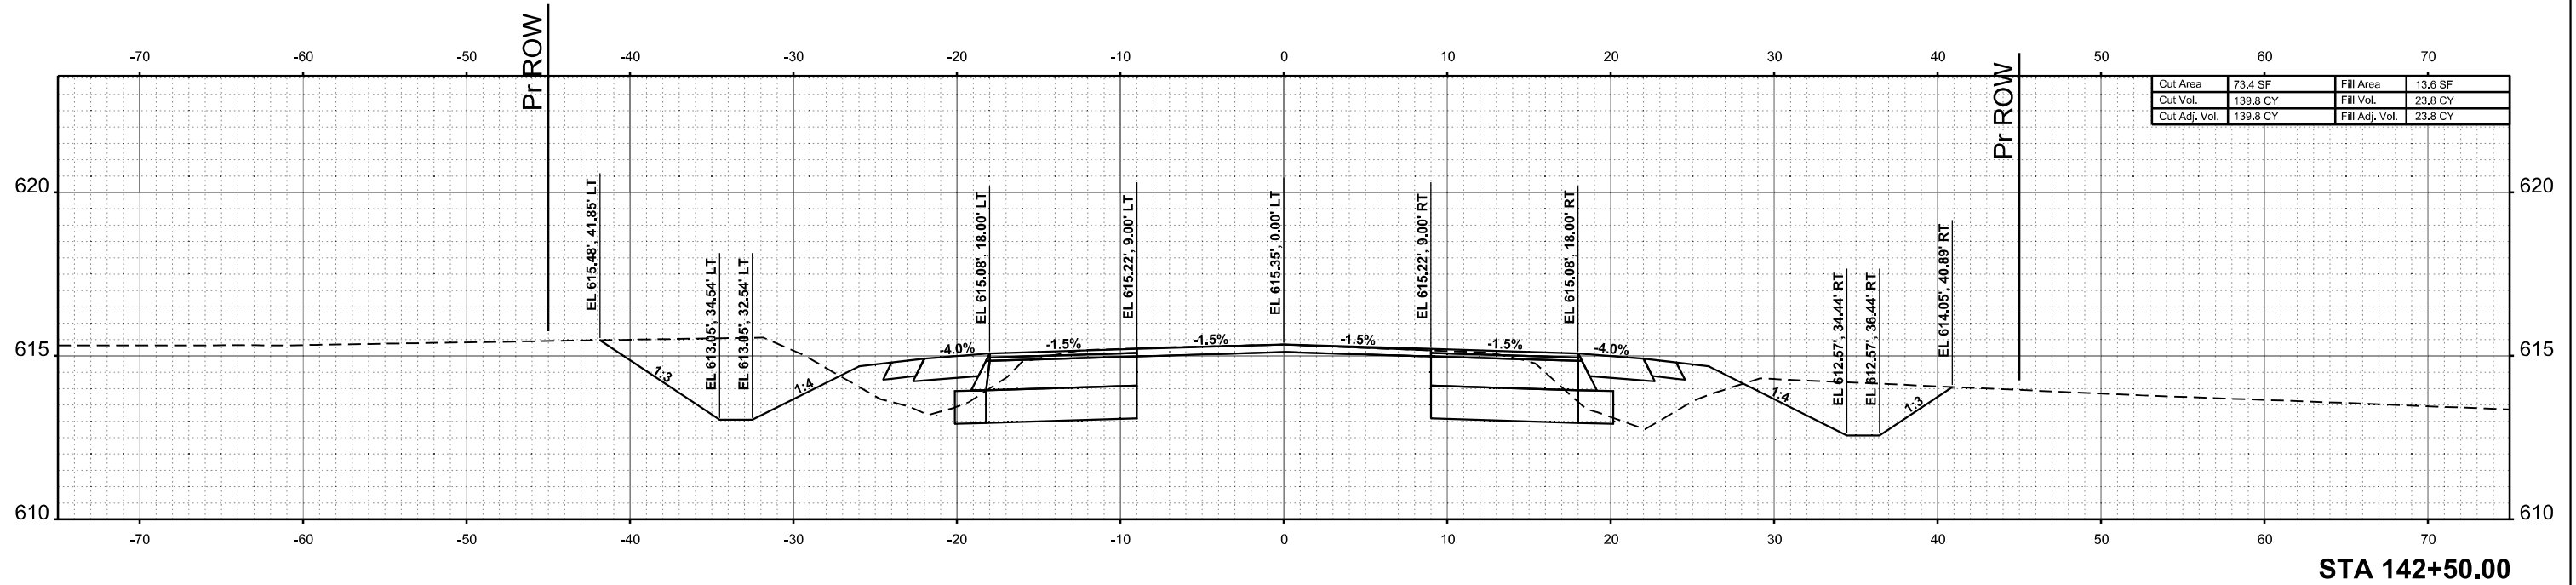 Pr ROW
Pr ROW
-70 -60 -50 -40 -30 -20 -10 0 10 20 30 40 50 60 70
Cut Area 73.4 SF Fill Area 13.6 SF
Cut Vol. 139.8 CY Fill Vol. 23.8 CY
Cut Adj. Vol. 139.8 CY Fill Adj. Vol. 23.8 CY
620
620
EL 615.48', 41.85' LT
EL 613.05', 34.54' LT
EL 613.05', 32.54' LT
EL 615.08', 18.00' LT
EL 615.22', 9.00' LT
EL 615.35', 0.00' LT
EL 615.22', 9.00' RT
EL 615.08', 18.00' RT
EL 612.57', 34.44' RT
EL 612.57', 36.44' RT
EL 614.05', 40.89' RT
615
615
1:3
1:4
-4.0%
-1.5%
-1.5%
-1.5%
-1.5%
-4.0%
1:4
1:3
610
610
-70 -60 -50 -40 -30 -20 -10 0 10 20 30 40 50 60 70
STA 142+50.00